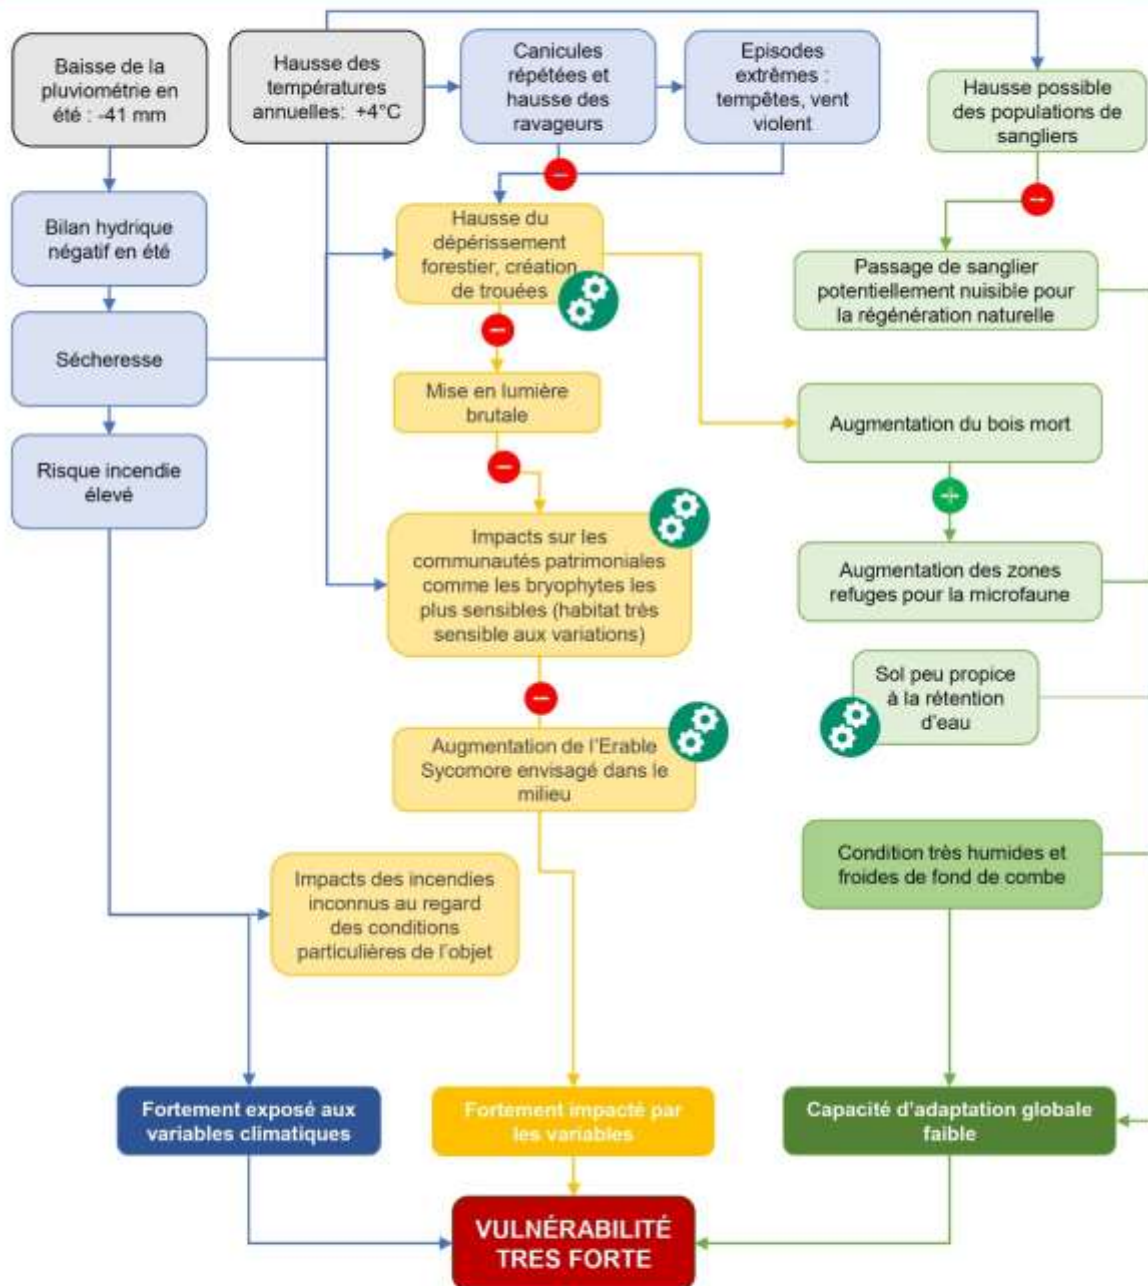 Baisse de la
pluviométrie en
été : -41 mm
Hausse des
températures
annuelles: +4°C
Canicules
répétées et
hausse des
ravageurs
Episodes
extrêmes :
tempêtes, vent
violent
Hausse possible
des populations de
sangliers
Bilan hydrique
négatif en été
Hausse du
dépérissement
forestier, création
de trouées
Passage de sanglier
potentiellement nuisible pour
la régénération naturelle
Sécheresse
Mise en lumière
brutale
Augmentation du bois mort
Risque incendie
élevé
Impacts sur les
communautés patrimoniales
comme les bryophytes les
plus sensibles (habitat très
sensible aux variations)
Augmentation des zones
refuges pour la microfaune
Sol peu propice
à la rétention
d'eau
Augmentation de l'Erable
Sycomore envisagé dans le
milieu
Condition très humides et
froides de fond de combe
Impacts des incendies
inconnus au regard
des conditions
particulières de l'objet
Fortement exposé aux
variables climatiques
Fortement impacté par
les variables
Capacité d'adaptation globale
faible
VULNÉRABILITÉ
TRES FORTE